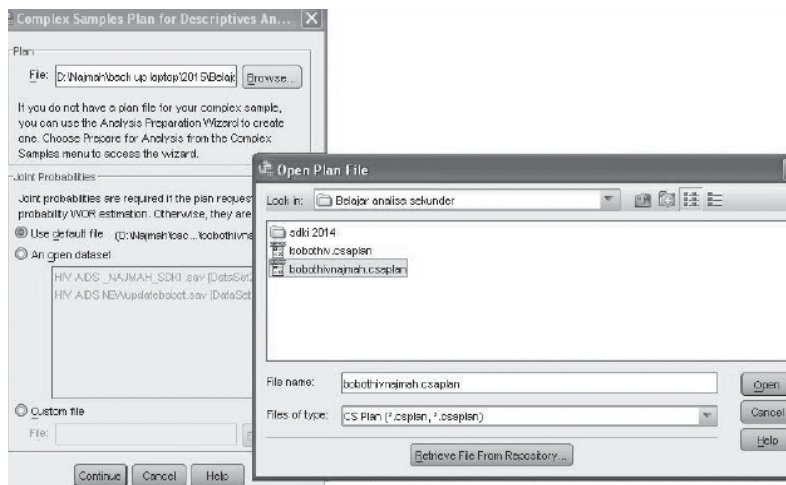 Complex Samples Plan for Descriptives An...
Plan
File: D:\Najmah\back up laptop\2015\Belaja
Browse...
If you do not have a plan file for your complex sample,
you can use the Analysis Preparation Wizard to create
one. Choose Prepare for Analysis from the Complex
Samples menu to access the wizard.
Joint Probabilities
Joint probabilities are required if the plan request
probability WOR estimation. Otherwise, they are
Use default file (D:\Najmah\bac...\bobothivna
An open dataset
HIV AIDS _NAJMAH_SDKI .sav [DataSet2
HIV AIDS NEWupdatebobot.sav [DataSet
Custom file
File:
Continue
Cancel
Help
Open Plan File
Look in: Belajar analisa sekunder
sdki 2014
bobothiv.csaplan
bobothivnajmah.csaplan
File name: bobothivnajmah.csaplan
Open
Files of type: CS Plan (*.csplan, *.csaplan)
Cancel
Help
Retrieve File From Repository...